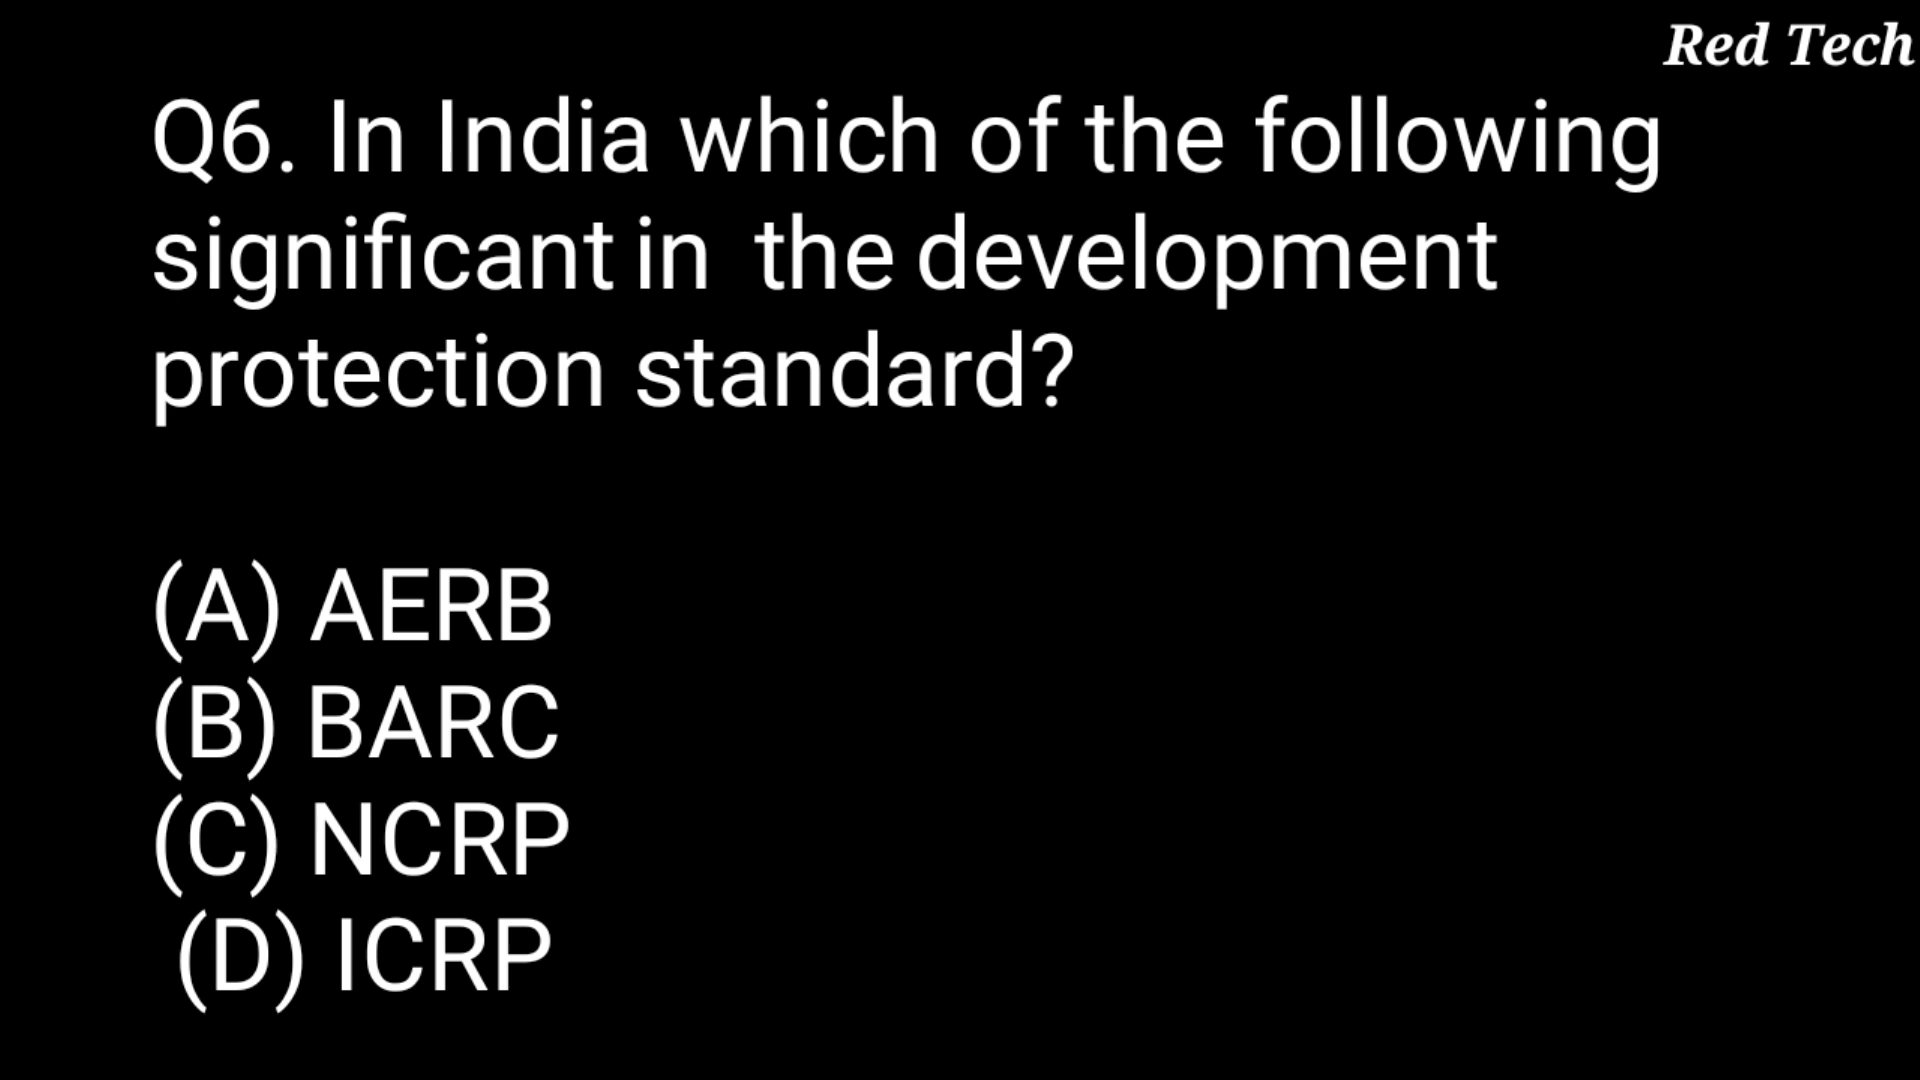 Red Tech
Q6. In India which of the following
significant in  the development
protection standard?
(A) AERB
(B) BARC
(C) NCRP
(D) ICRP